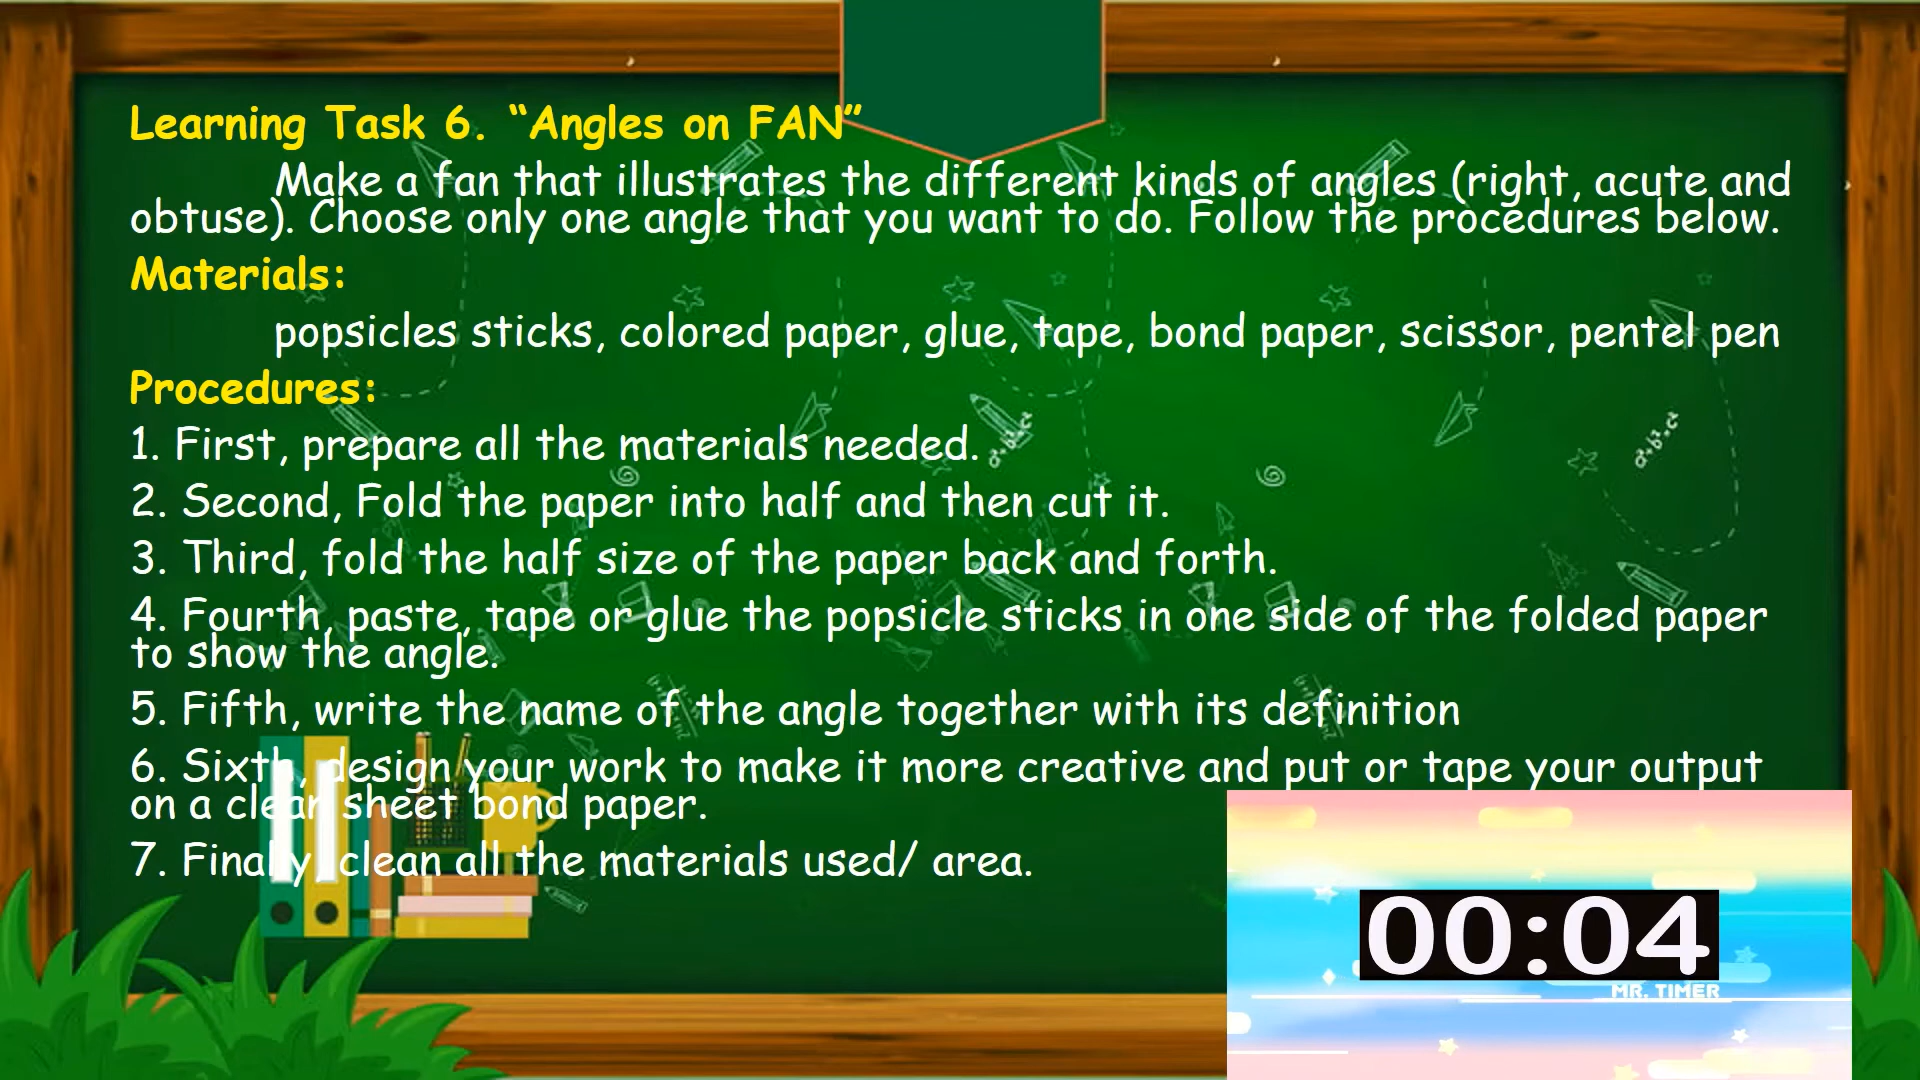 Learning Task 6. “Angles on FAN”
Make a fan that illustrates the different kinds of angles (right, acute and
obtuse). Choose only one angle that you want to do. Follow the procedures below.
Materials:
popsicles sticks, colored paper, glue, tape, bond paper, scissor, pentel pen
Procedures:
1. First, prepare all the materials needed.
2. Second, Fold the paper into half and then cut it.
3. Third, fold the half size of the paper back and forth.
4. Fourth, paste, tape or glue the popsicle sticks in one side of the folded paper
to show the angle.
5. Fifth, write the name of the angle together with its definition
6. Sixth, design your work to make it more creative and put or tape your output
on a clear sheet bond paper.
7. Finally, clean all the materials used/ area.
00:04
MR. TIMER